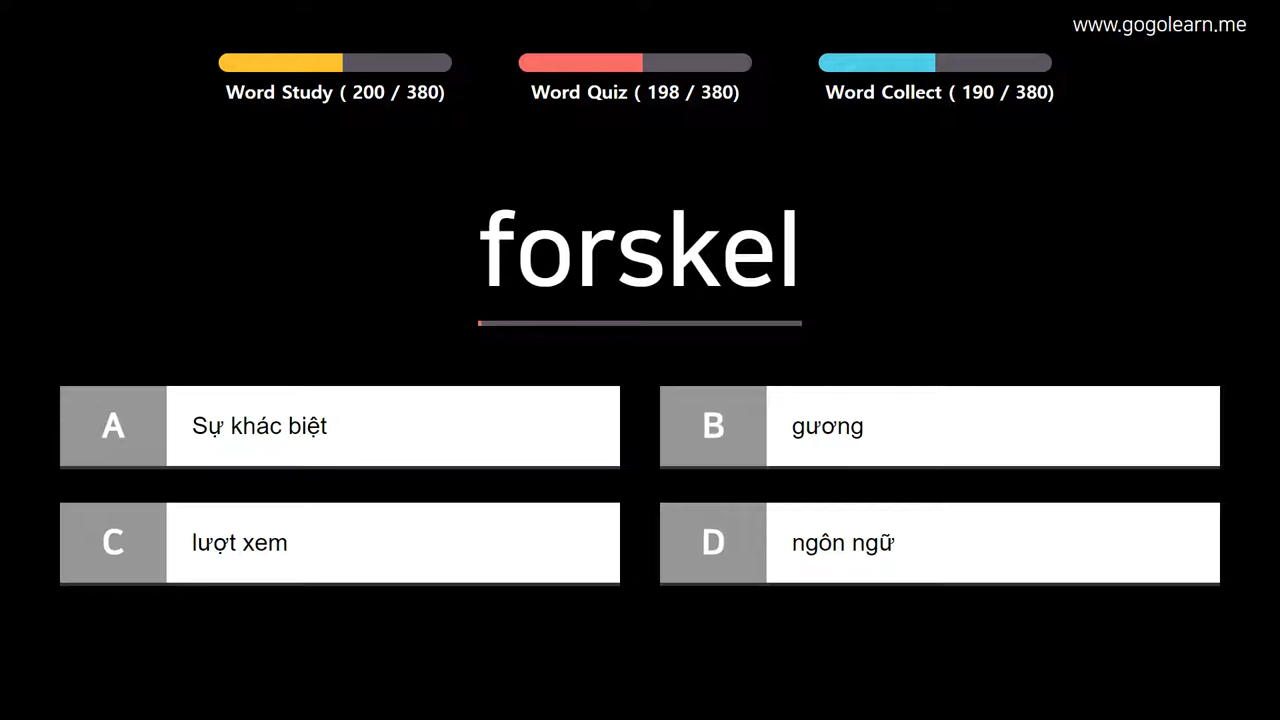 www.gogolearn.me
Word Study ( 200 / 380)
Word Quiz ( 198 / 380)
Word Collect ( 190 / 380)
forskel
A Sự khác biệt
B gương
C lượt xem
D ngôn ngữ